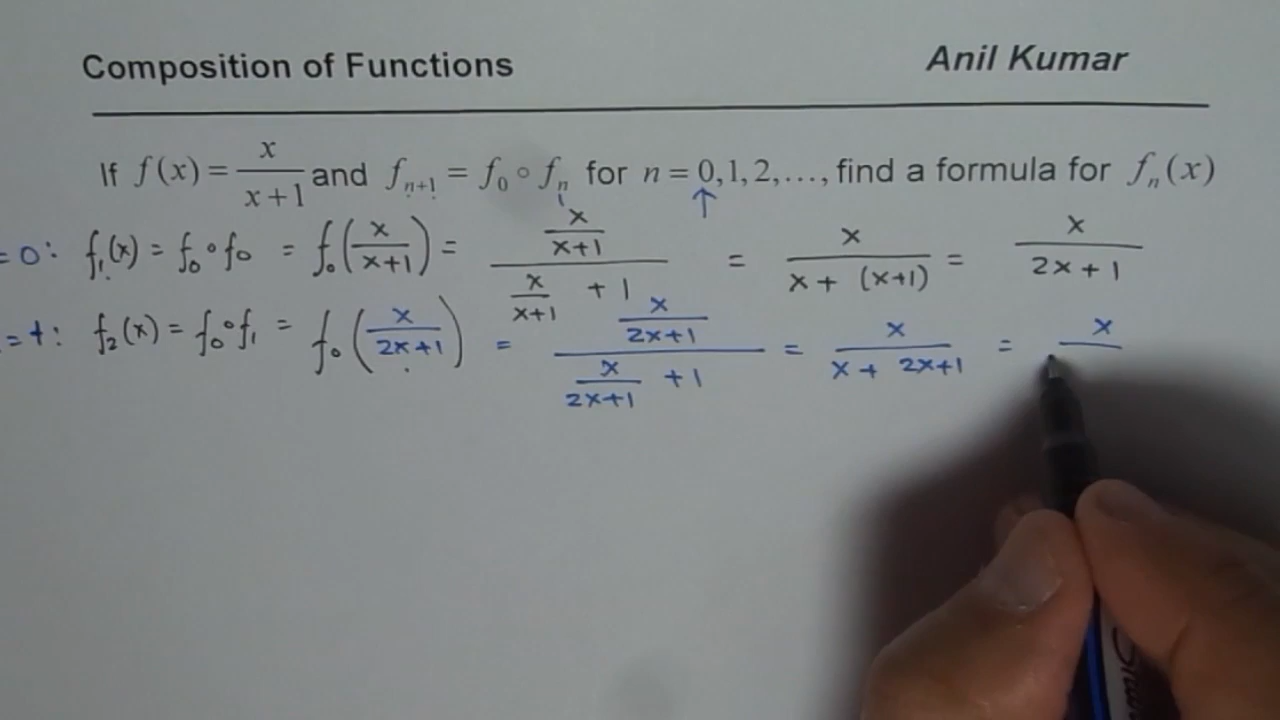 Composition of Functions Anil Kumar
If f(x) = x/(x+1) and fₙ₊₁ = f₀ ∘ fₙ for n = 0,1,2,…, find a formula for fₙ(x)
=0: f₁(x) = f₀∘f₀ = f₀(x/(x+1)) = (x/(x+1))/(x/(x+1) + 1) = x/(x+(x+1)) = x/(2x+1)
=1: f₂(x) = f₀∘f₁ = f₀(x/(2x+1)) = (x/(2x+1))/(x/(2x+1) + 1) = x/(x+2x+1) = x/